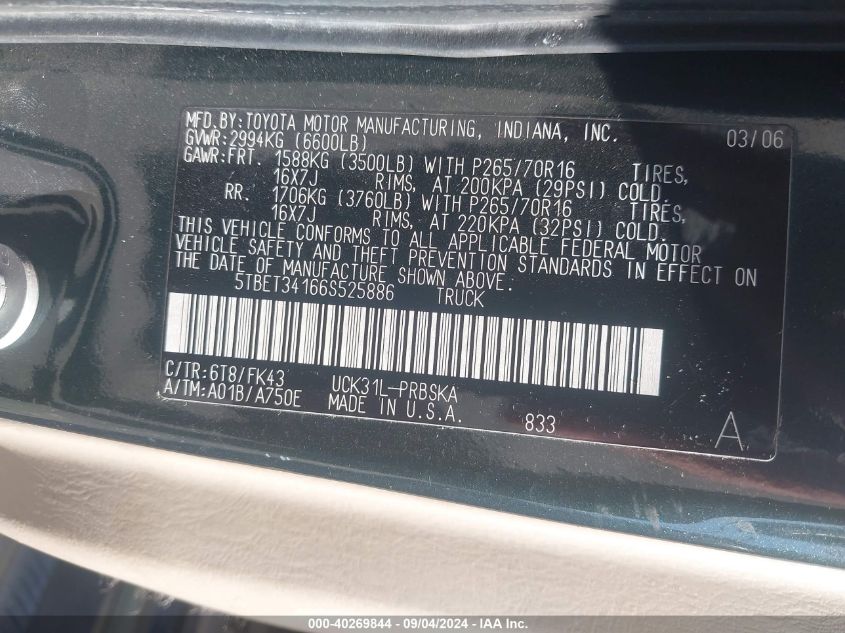 MFD.BY:TOYOTA MOTOR MANUFACTURING, INDIANA, INC. 03/06
GVWR:2994KG (6600LB)
GAWR:FRT. 1588KG (3500LB) WITH P265/70R16 TIRES,
16X7J RIMS, AT 200KPA (29PSI) COLD.
RR. 1706KG (3760LB) WITH P265/70R16 TIRES,
16X7J RIMS, AT 220KPA (32PSI) COLD.
THIS VEHICLE CONFORMS TO ALL APPLICABLE FEDERAL MOTOR
VEHICLE SAFETY AND THEFT PREVENTION STANDARDS IN EFFECT ON
THE DATE OF MANUFACTURE SHOWN ABOVE.
5TBET34166S525886 TRUCK
C/TR:6T8/FK43 UCK31L-PRBSKA
A/TM:A01B/A750E MADE IN U.S.A. 833 A
000-40269844 - 09/04/2024 - IAA Inc.